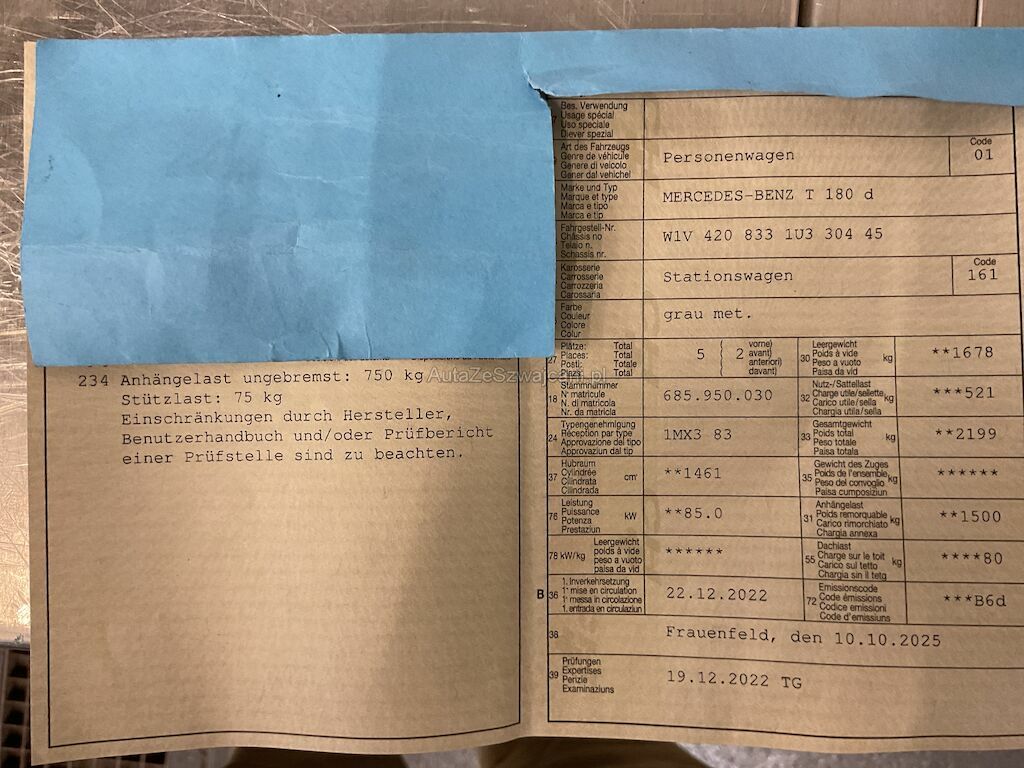 Bes. Verwendung
Usage spécial
Uso speciale
Diever spezial
Art des Fahrzeugs
Genre de véhicule
Genere di veicolo
Gener dal vehichel
Personenwagen
Code
01
Marke und Typ
Marque et type
Marca e tipo
Marca e tip
MERCEDES-BENZ T 180 d
Fahrgestell-Nr.
Châssis no
Telaio n.
Schassis nr.
W1V 420 833 1U3 304 45
Karosserie
Carrosserie
Carrozzeria
Carossaria
Stationswagen
Code
161
Farbe
Couleur
Colore
Colur
grau met.
27
Plätze: Total
Places: Total
Posti: Totale
Plazs: Total
5 ( 2
vorne)
avant)
anteriori)
davant)
30
Leergewicht
Poids à vide
Peso a vuoto
Paisa da vid
kg
**1678
234 Anhängelast ungebremst: 750 kg
Stützlast: 75 kg
Einschränkungen durch Hersteller,
Benutzerhandbuch und/oder Prüfbericht
einer Prüfstelle sind zu beachten.
AutaZeSzwajcarii.pl
18
Stammnummer
N° matricule
N. di matricola
Nr. da matricla
685.950.030
32
Nutz-/Sattellast
Charge utile/sellette
Carico utile/sella
Chargia utila/sella
kg
***521
24
Typengenehmigung
Réception par type
Approvazione del tipo
Approvaziun dal tip
1MX3 83
33
Gesamtgewicht
Poids total
Peso totale
Paisa totala
kg
**2199
37
Hubraum
Cylindrée
Cilindrata
Cilindrada
cm³
**1461
35
Gewicht des Zuges
Poids de l'ensemble
Peso del convoglio
Paisa cumposiziun
kg
******
76
Leistung
Puissance
Potenza
Prestaziun
kW
**85.0
31
Anhängelast
Poids remorquable
Carico rimorchiato
Chargia annexa
kg
**1500
78 kW/kg
Leergewicht
poids à vide
peso a vuoto
paisa da vid
******
55
Dachlast
Charge sur le toit
Carico sul tetto
Chargia sin il tetg
kg
****80
B 36
1. Inverkehrsetzung
1re mise en circulation
1a messa in circolazione
1. entrada en circulaziun
22.12.2022
72
Emissionscode
Code émissions
Codice emissioni
Code d'emissiuns
***B6d
38
Frauenfeld, den 10.10.2025
39
Prüfungen
Expertises
Perizie
Examinaziuns
19.12.2022 TG